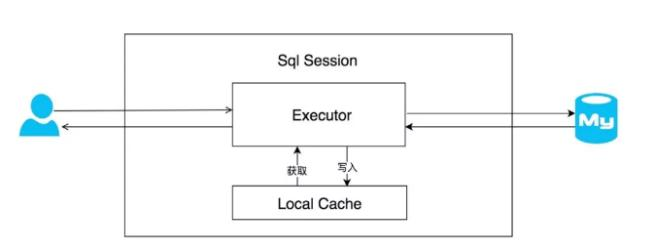 Sql Session
Executor
My
获取
写入
Local Cache